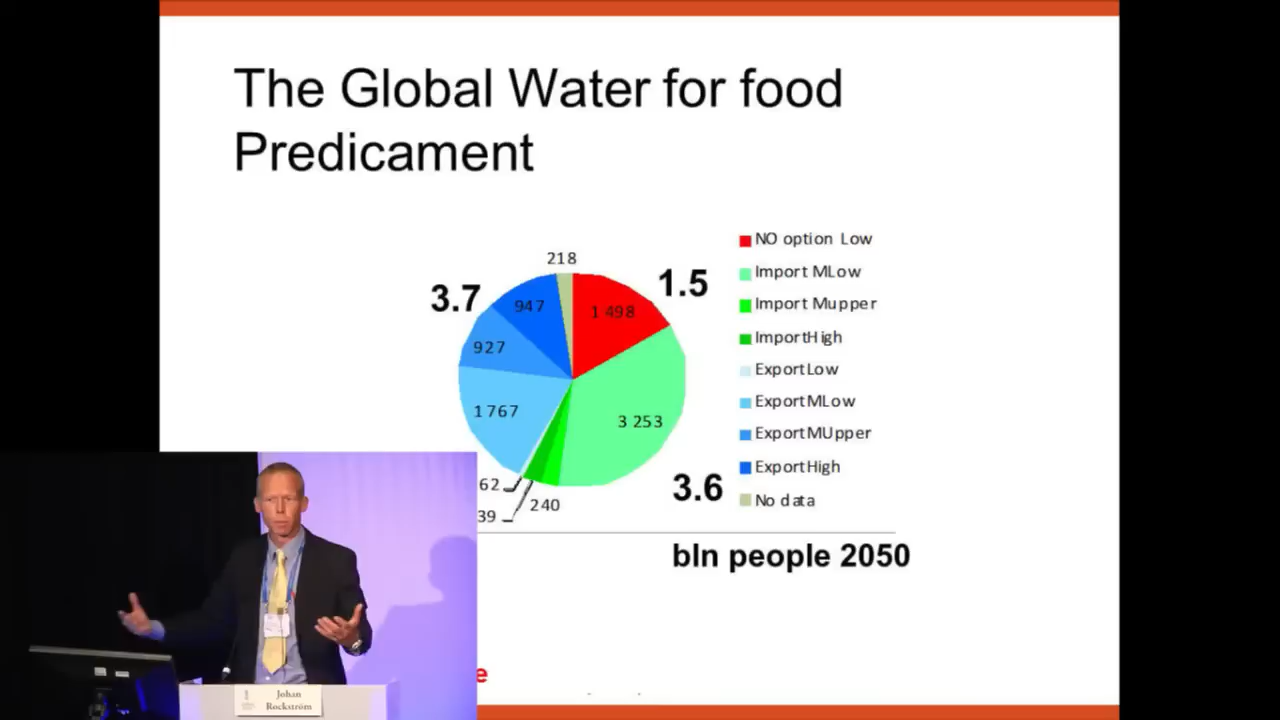 The Global Water for food
Predicament
218
3.7
947
1.5
1 498
927
1767
3 253
62
39
240
3.6
NO option Low
Import MLow
Import Mupper
ImportHigh
ExportLow
ExportMLow
ExportMUpper
ExportHigh
No data
bln people 2050
e
Johan
Rockström